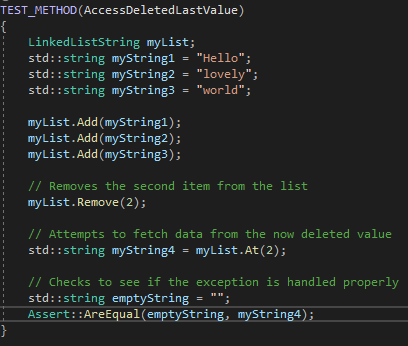 TEST_METHOD(AccessDeletedLastValue)
{
LinkedListString myList;
std::string myString1 = "Hello";
std::string myString2 = "lovely";
std::string myString3 = "world";
myList.Add(myString1);
myList.Add(myString2);
myList.Add(myString3);
// Removes the second item from the list
myList.Remove(2);
// Attempts to fetch data from the now deleted value
std::string myString4 = myList.At(2);
// Checks to see if the exception is handled properly
std::string emptyString = "";
Assert::AreEqual(emptyString, myString4);
}